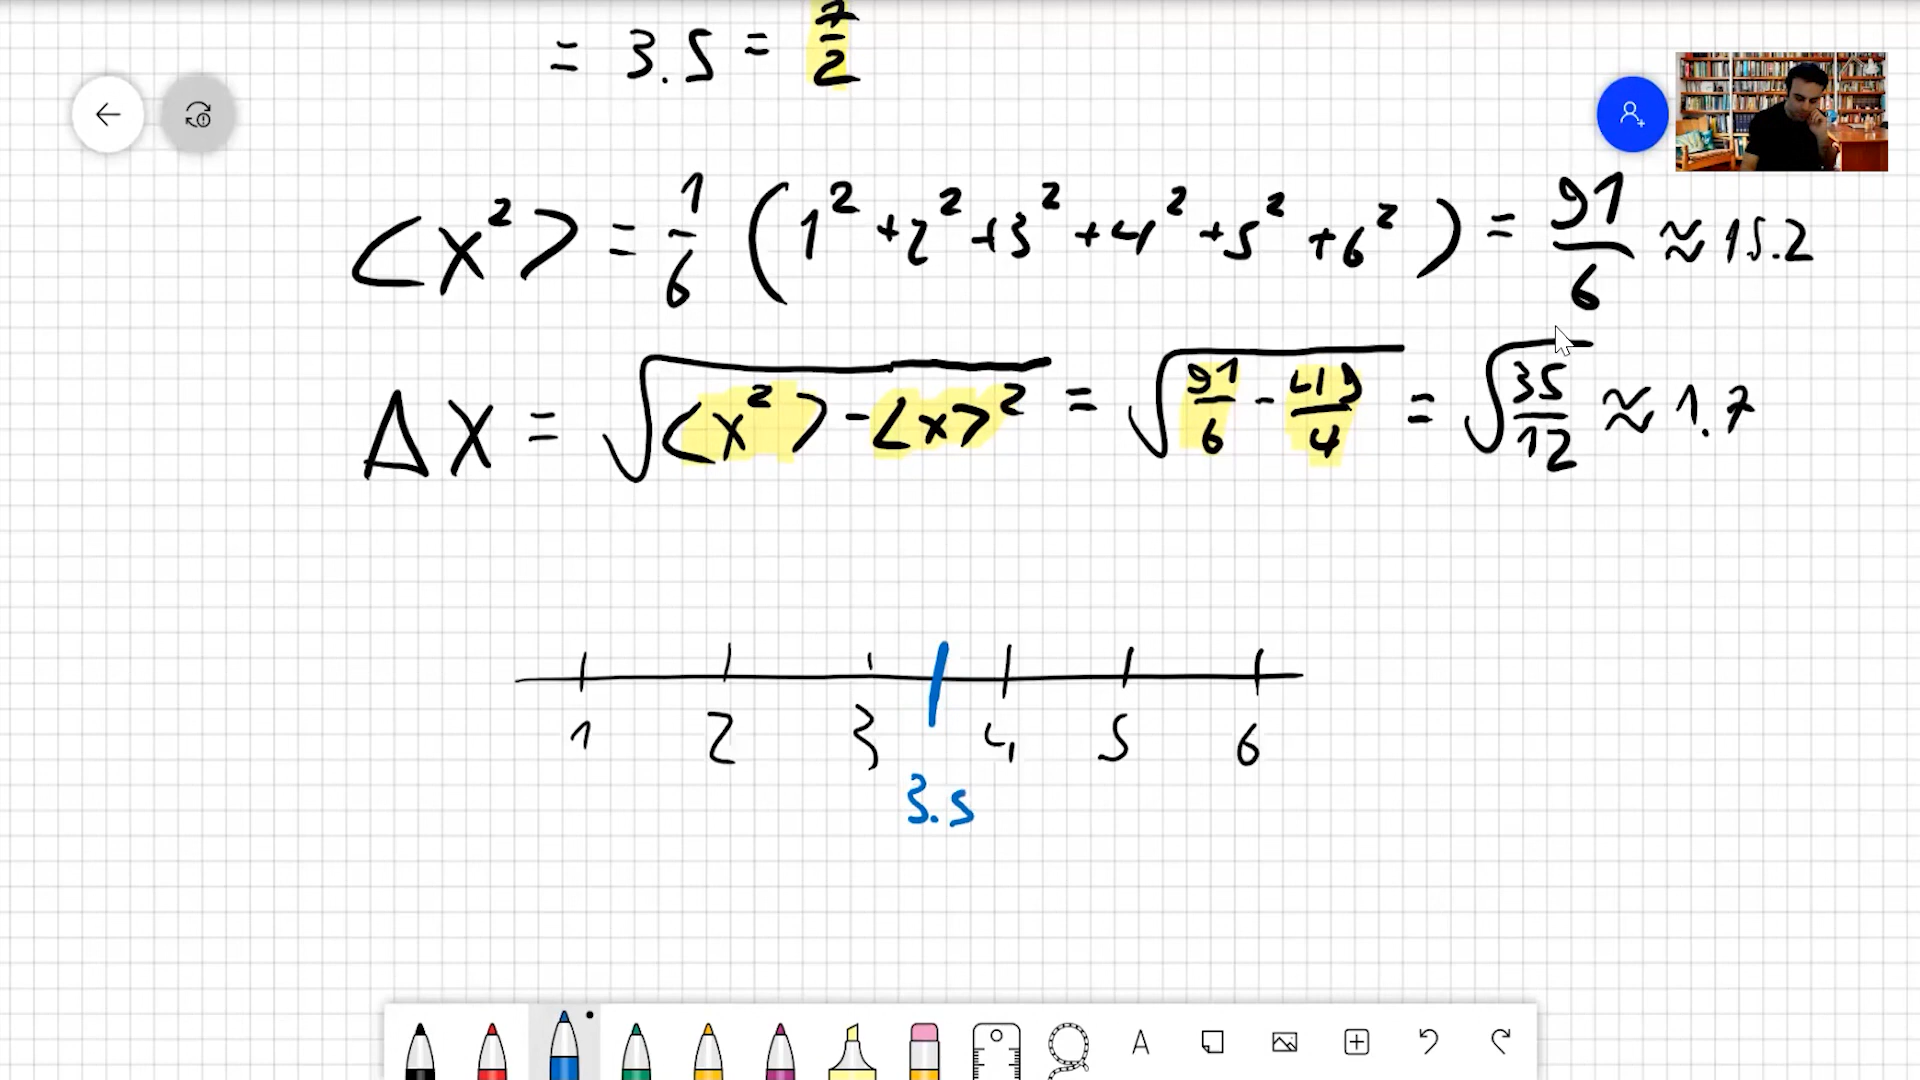 = 3.5 = 7/2
<x²> = 1/6 (1² + 2² + 3² + 4² + 5² + 6²) = 91/6 ≈ 15.2
Δx = √(<x²> - <x>²) = √(91/6 - 49/4) = √(35/12) ≈ 1.7
1 2 3 4 5 6
3.5
A